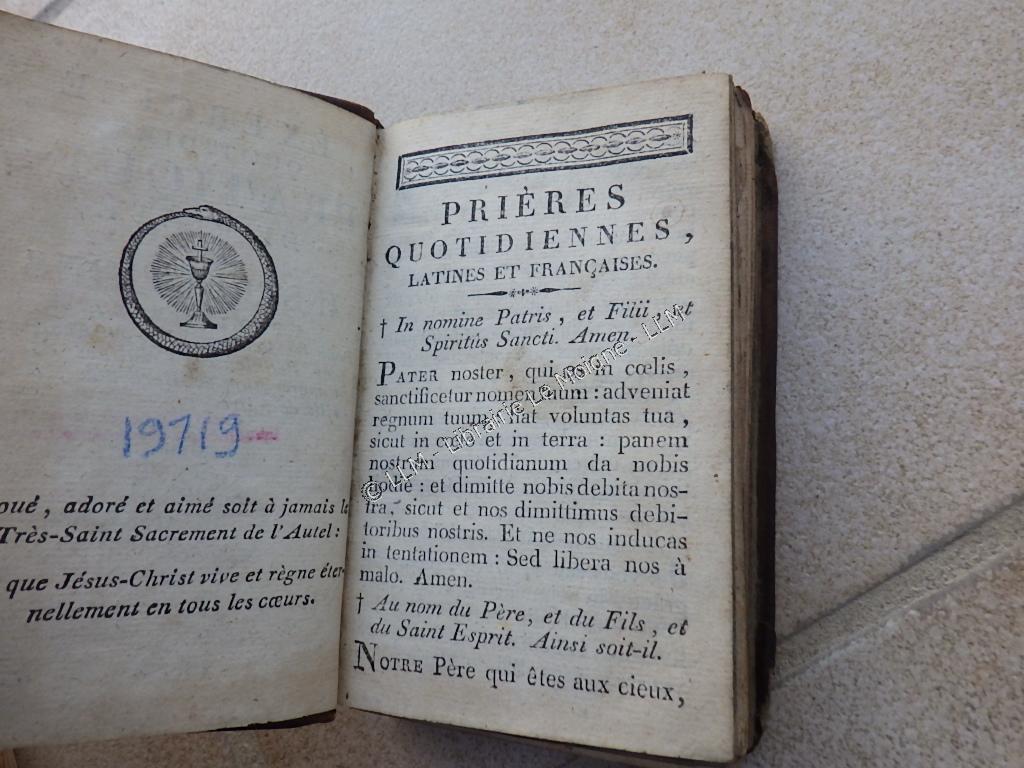 19719
oué, adoré et aimé soit à jamais le
Très-Saint Sacrement de l'Autel:
que Jésus-Christ vive et règne éter-
nellement en tous les cœurs.
PRIÈRES
QUOTIDIENNES,
LATINES ET FRANÇAISES.
† In nomine Patris, et Filii, et
Spiritûs Sancti. Amen.
PATER noster, qui es in cœlis,
sanctificetur nomen tuum: adveniat
regnum tuum, fiat voluntas tua,
sicut in cœlo et in terra: panem
nostrum quotidianum da nobis
hodiè: et dimitte nobis debita nos-
tra, sicut et nos dimittimus debi-
toribus nostris. Et ne nos inducas
in tentationem: Sed libera nos à
malo. Amen.
† Au nom du Père, et du Fils, et
du Saint Esprit. Ainsi soit-il.
NOTRE Père qui êtes aux cieux,
© LLM - Librairie Le Moigne - LLM